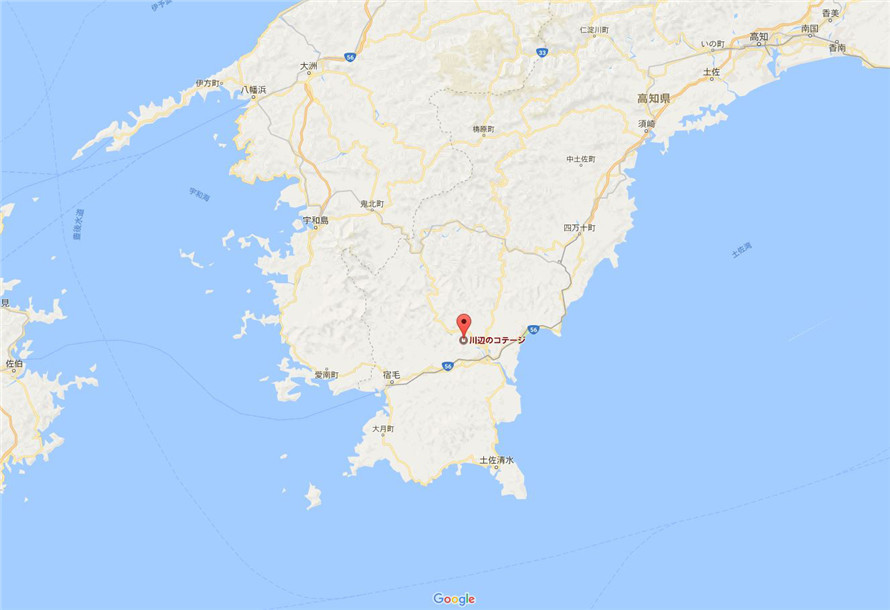 伊予
香美
南国
高知
仁淀川町
いの町
香南
56
33
大洲
土佐
伊方町
八幡浜
高知県
須崎
梼原町
中土佐町
宇和海
鬼北町
宇和島
豊後水道
四万十町
土佐湾
見
56
川辺のコテージ
佐伯
56
愛南町
宿毛
大月町
土佐清水
Google